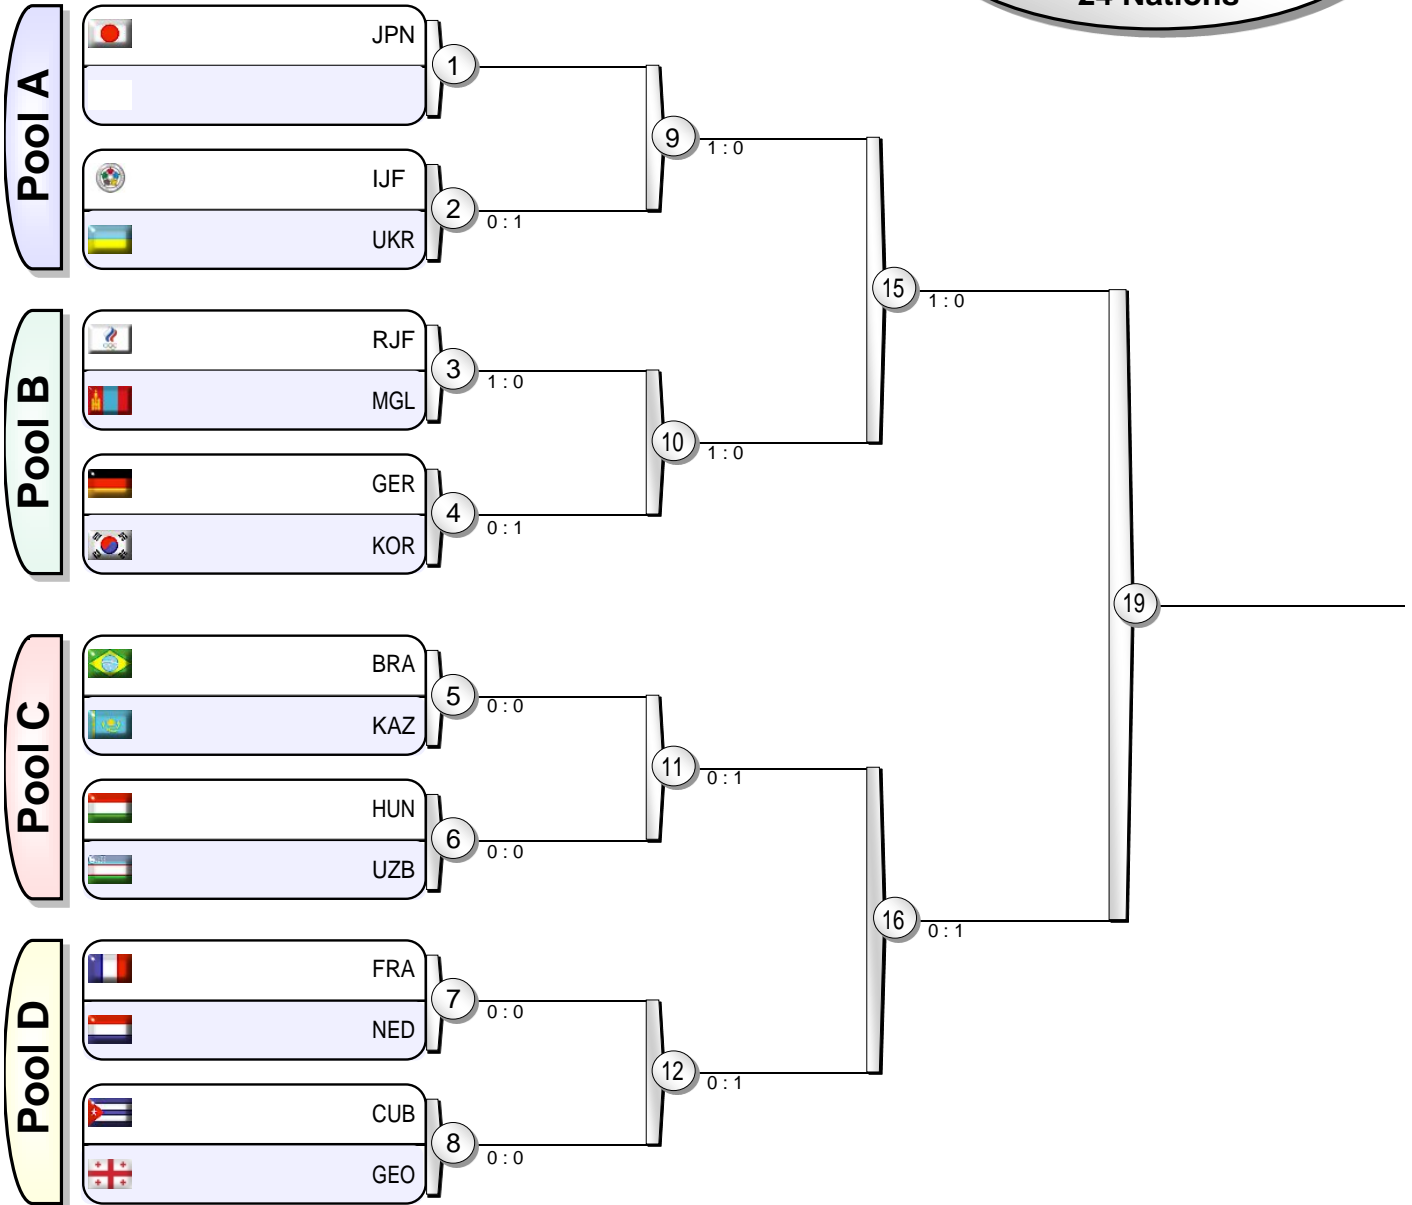 24 Nations
Pool A
JPN
1
IJF
UKR
2
0 : 1
9
1 : 0
Pool B
RJF
MGL
3
1 : 0
GER
KOR
4
0 : 1
10
1 : 0
15
1 : 0
Pool C
BRA
KAZ
5
0 : 0
HUN
UZB
6
0 : 0
11
0 : 1
Pool D
FRA
NED
7
0 : 0
CUB
GEO
8
0 : 0
12
0 : 1
16
0 : 1
19